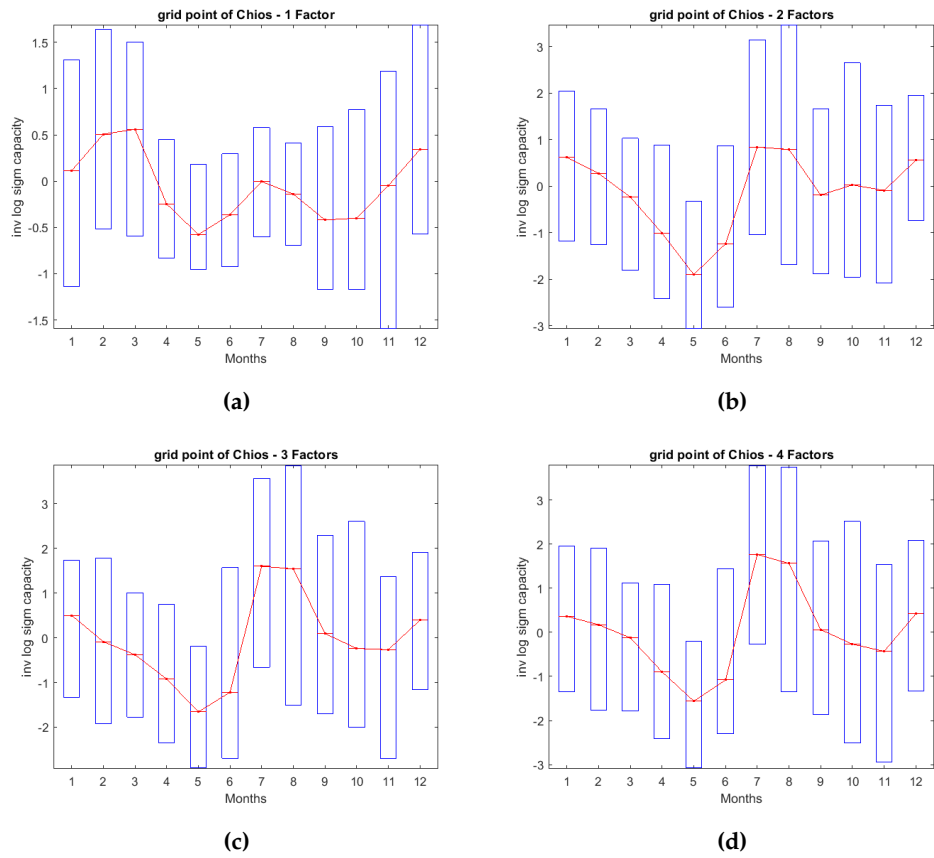 grid point of Chios - 1 Factor
inv log sigm capacity
1.5
1
0.5
0
-0.5
-1
-1.5
1 2 3 4 5 6 7 8 9 10 11 12
Months
(a)
grid point of Chios - 2 Factors
inv log sigm capacity
3
2
1
0
-1
-2
-3
1 2 3 4 5 6 7 8 9 10 11 12
Months
(b)
grid point of Chios - 3 Factors
inv log sigm capacity
3
2
1
0
-1
-2
1 2 3 4 5 6 7 8 9 10 11 12
Months
(c)
grid point of Chios - 4 Factors
inv log sigm capacity
3
2
1
0
-1
-2
-3
1 2 3 4 5 6 7 8 9 10 11 12
Months
(d)